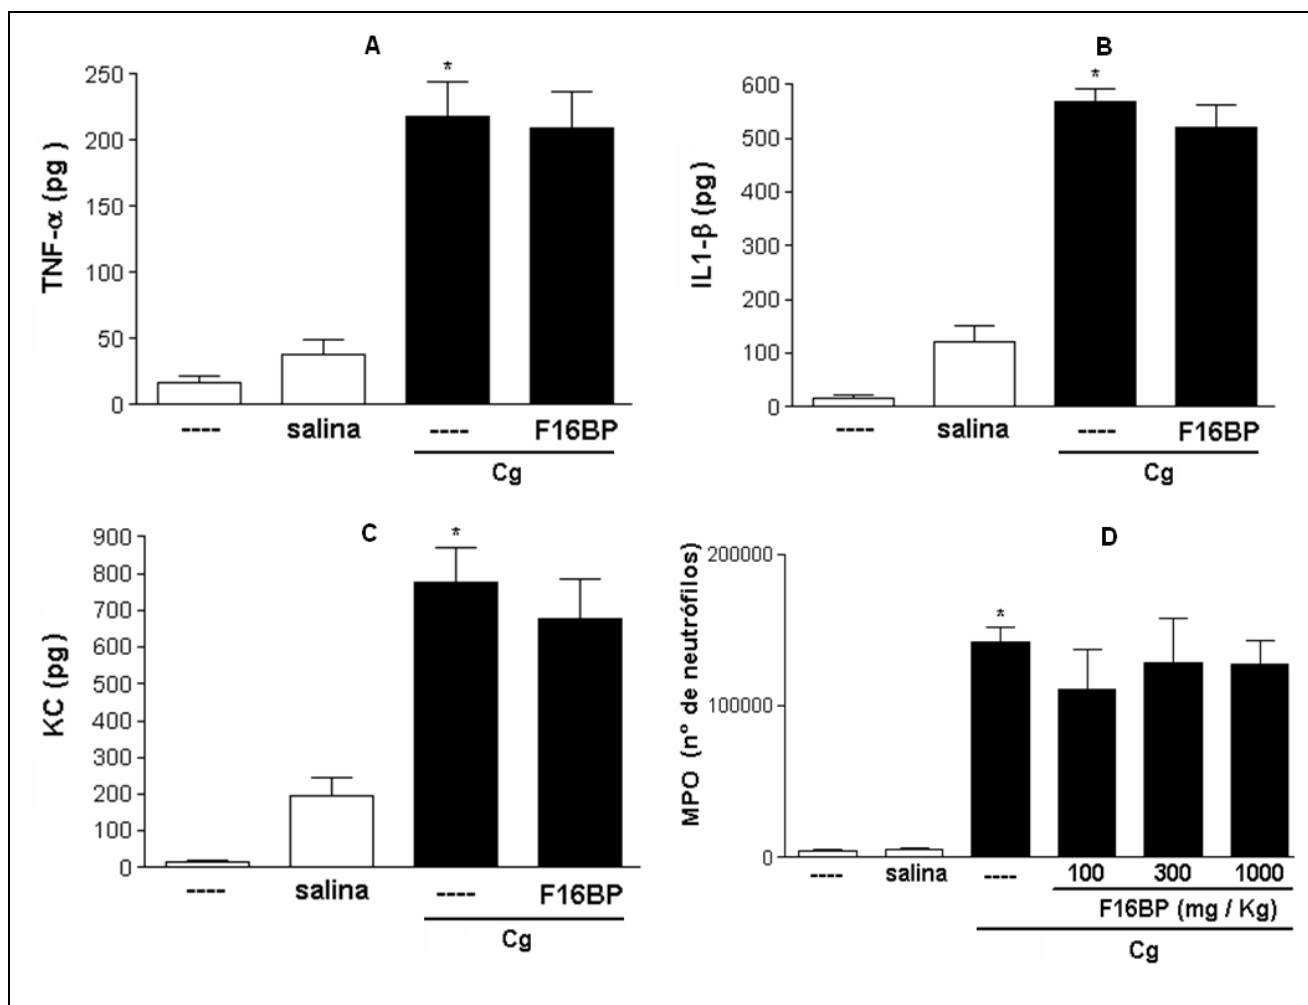 A
TNF-α (pg )
250
200
150
100
50
0
*
---- salina ---- F16BP
Cg
B
IL1-β (pg)
600
500
400
300
200
100
0
*
---- salina ---- F16BP
Cg
C
KC (pg)
900
800
700
600
500
400
300
200
100
0
*
---- salina ---- F16BP
Cg
D
MPO (n° de neutrófilos)
200000
100000
0
*
---- salina ---- 100 300 1000
F16BP (mg / Kg)
Cg